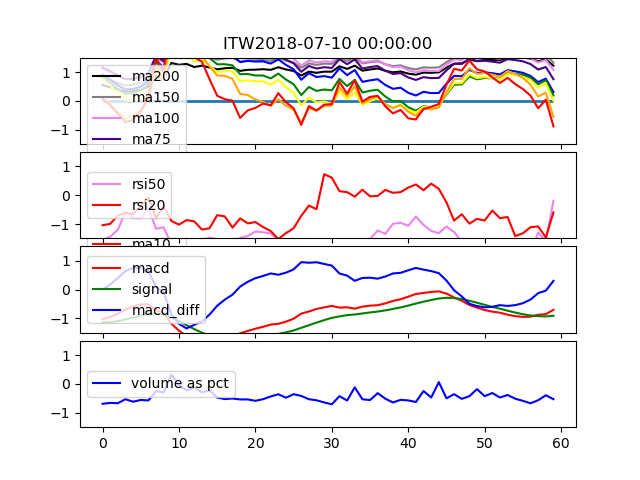 ITW2018-07-10 00:00:00
1
0
−1
ma200
ma150
ma100
ma75
1
0
−1
rsi50
rsi20
ma10
1
0
−1
macd
signal
macd_diff
1
0
−1
volume as pct
0 10 20 30 40 50 60